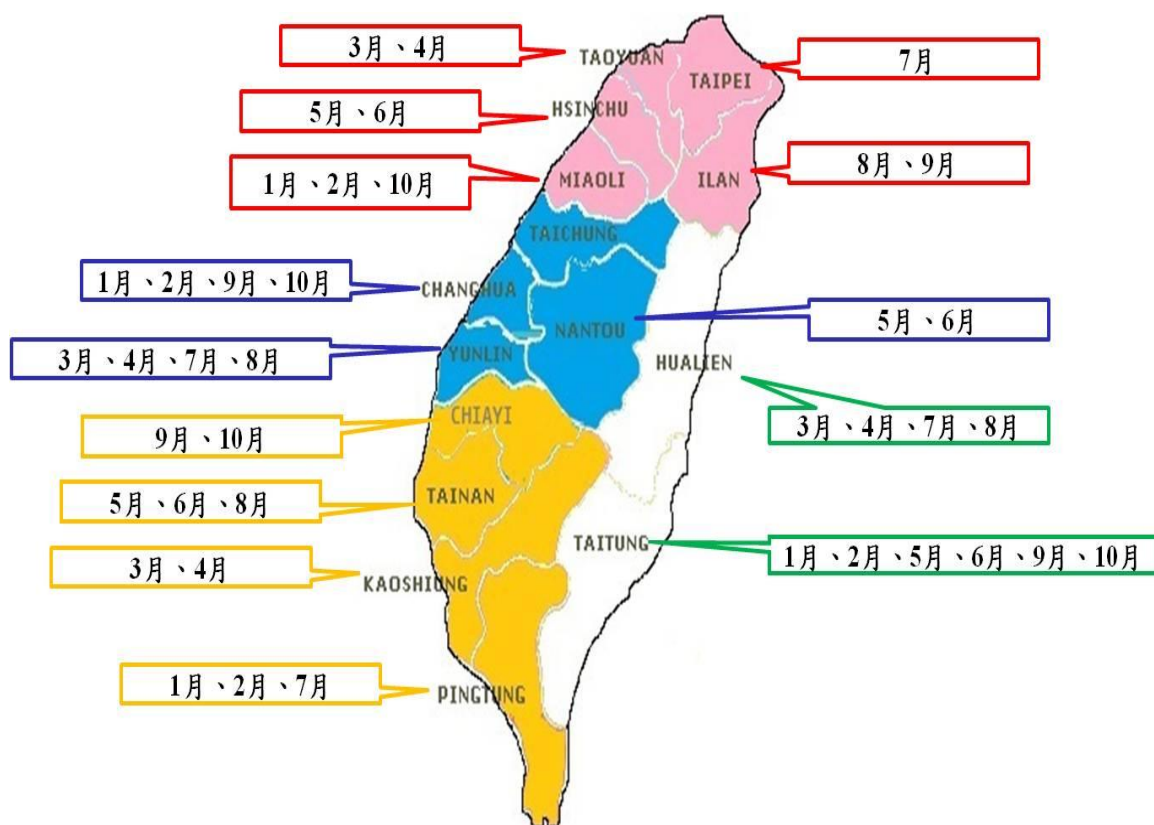 3月、4月
TAOYUAN
TAIPEI
7月
5月、6月
HSINCHU
1月、2月、10月
MIAOLI
ILAN
8月、9月
TAICHUNG
1月、2月、9月、10月
CHANGHUA
NANTOU
5月、6月
3月、4月、7月、8月
YUNLIN
HUALIEN
3月、4月、7月、8月
CHIAYI
9月、10月
TAINAN
5月、6月、8月
TAITUNG
1月、2月、5月、6月、9月、10月
3月、4月
KAOSHIUNG
1月、2月、7月
PINGTUNG